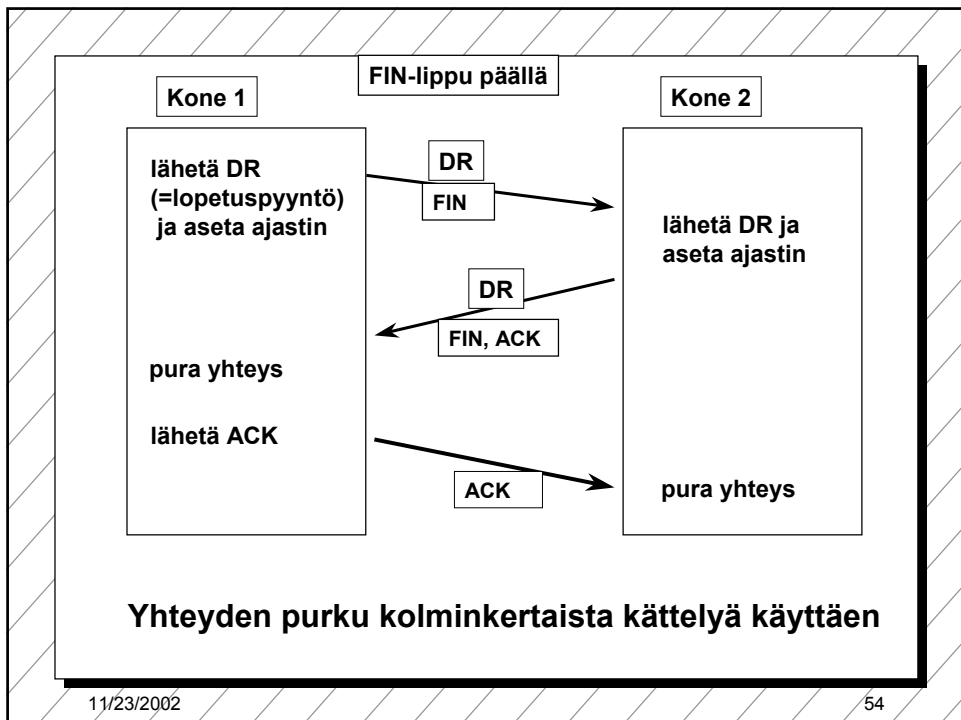 FIN-lippu päällä
Kone 1
Kone 2
lähetä DR
(=lopetuspyyntö)
ja aseta ajastin
DR
FIN
lähetä DR ja
aseta ajastin
DR
FIN, ACK
pura yhteys
lähetä ACK
ACK
pura yhteys
Yhteyden purku kolminkertaista kättelyä käyttäen
11/23/2002
54